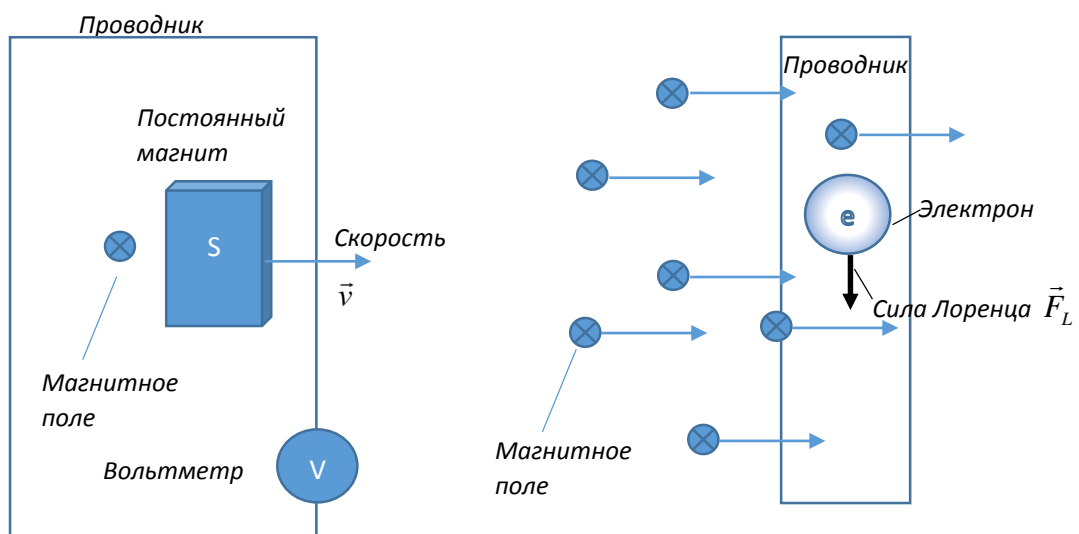 Проводник
Постоянный
магнит
S
Скорость
v⃗
Магнитное
поле
Вольтметр
V
Проводник
e
Электрон
Сила Лоренца F⃗L
Магнитное
поле